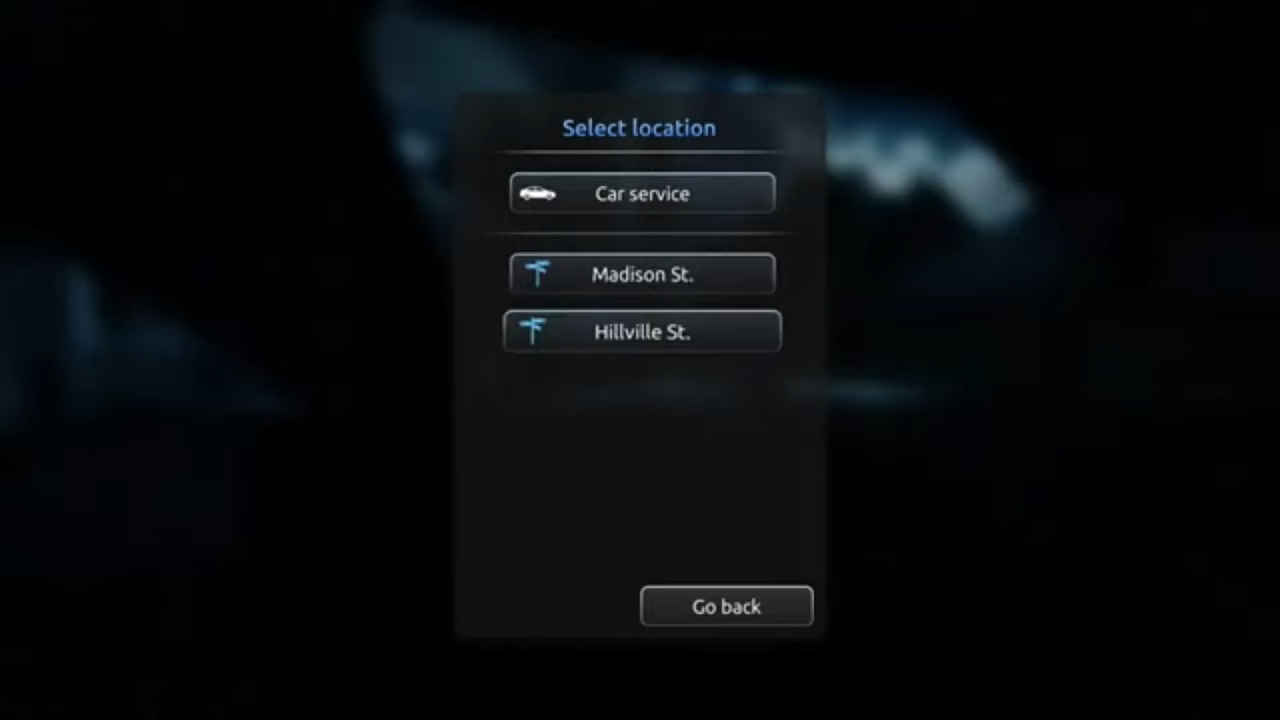 Select location
Car service
Madison St.
Hillville St.
Go back